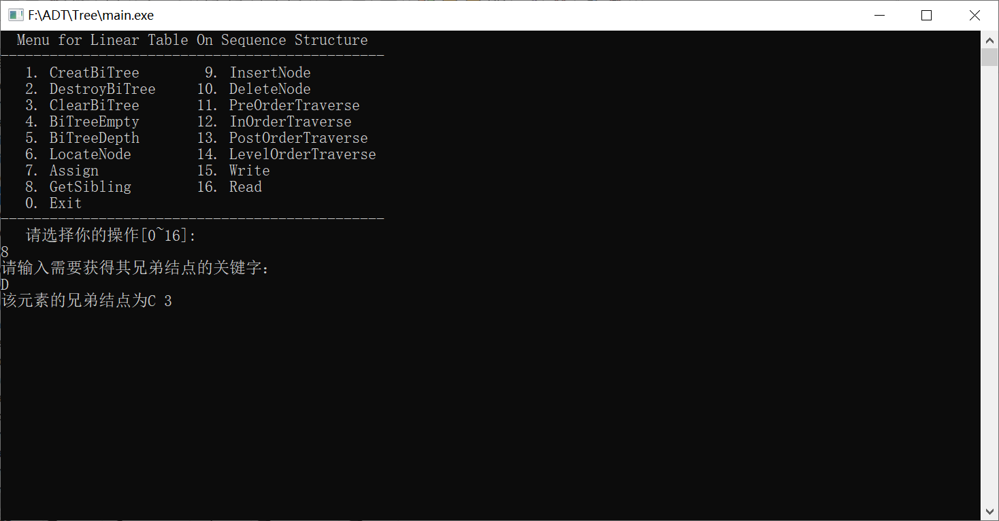 F:\ADT\Tree\main.exe
Menu for Linear Table On Sequence Structure
-----------------------------------------------
1. CreatBiTree 9. InsertNode
2. DestroyBiTree 10. DeleteNode
3. ClearBiTree 11. PreOrderTraverse
4. BiTreeEmpty 12. InOrderTraverse
5. BiTreeDepth 13. PostOrderTraverse
6. LocateNode 14. LevelOrderTraverse
7. Assign 15. Write
8. GetSibling 16. Read
0. Exit
-----------------------------------------------
请选择你的操作[0~16]:
8
请输入需要获得其兄弟结点的关键字：
D
该元素的兄弟结点为C 3